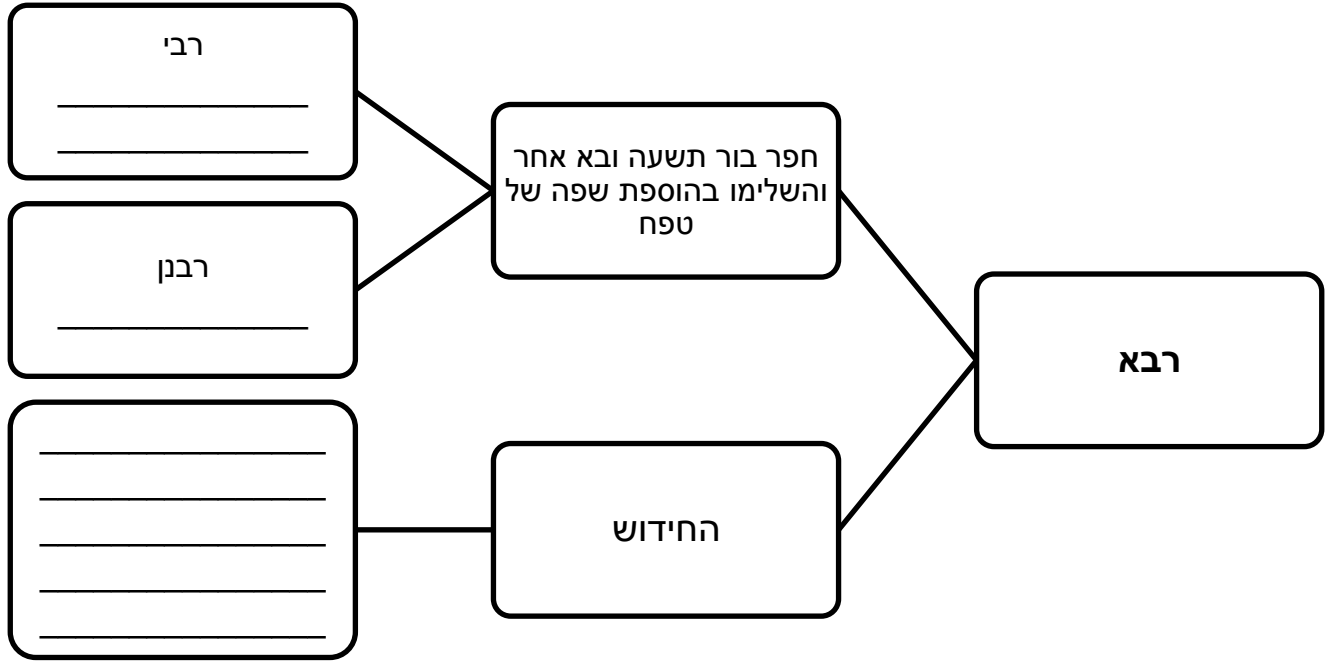 רבא
חפר בור תשעה ובא אחר
והשלימו בהוספת שפה של
טפח
החידוש
רבי
רבנן